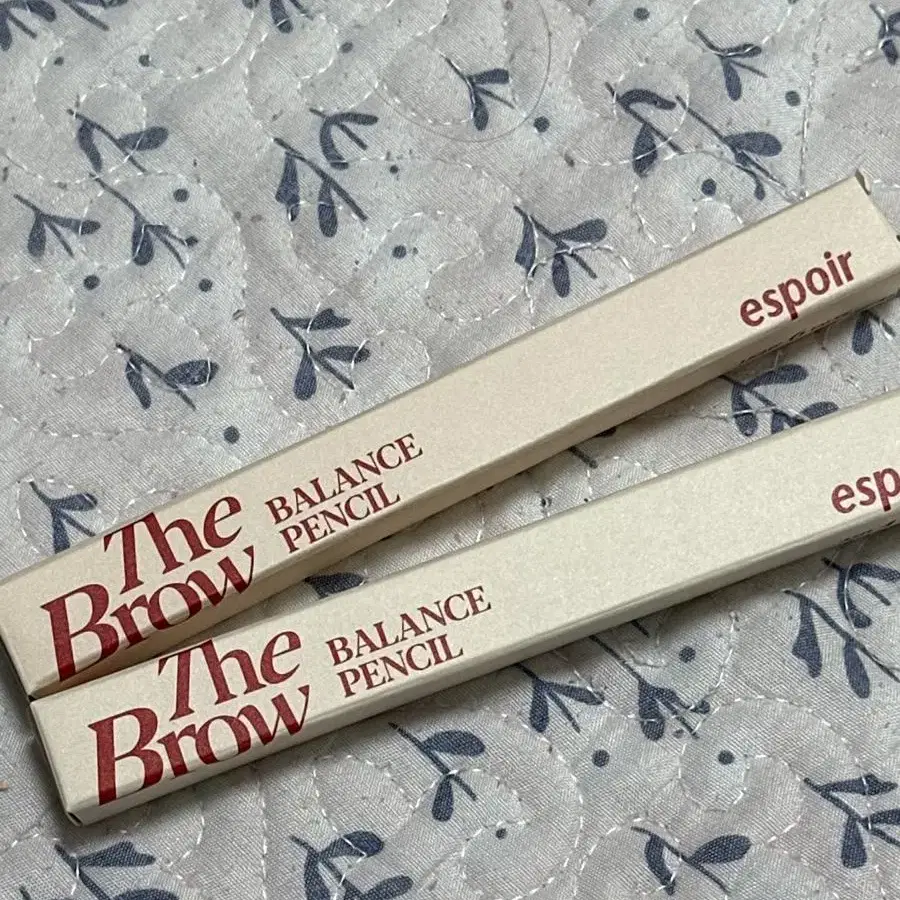 The
Brow
BALANCE
PENCIL
espoir
The
Brow
BALANCE
PENCIL
esp